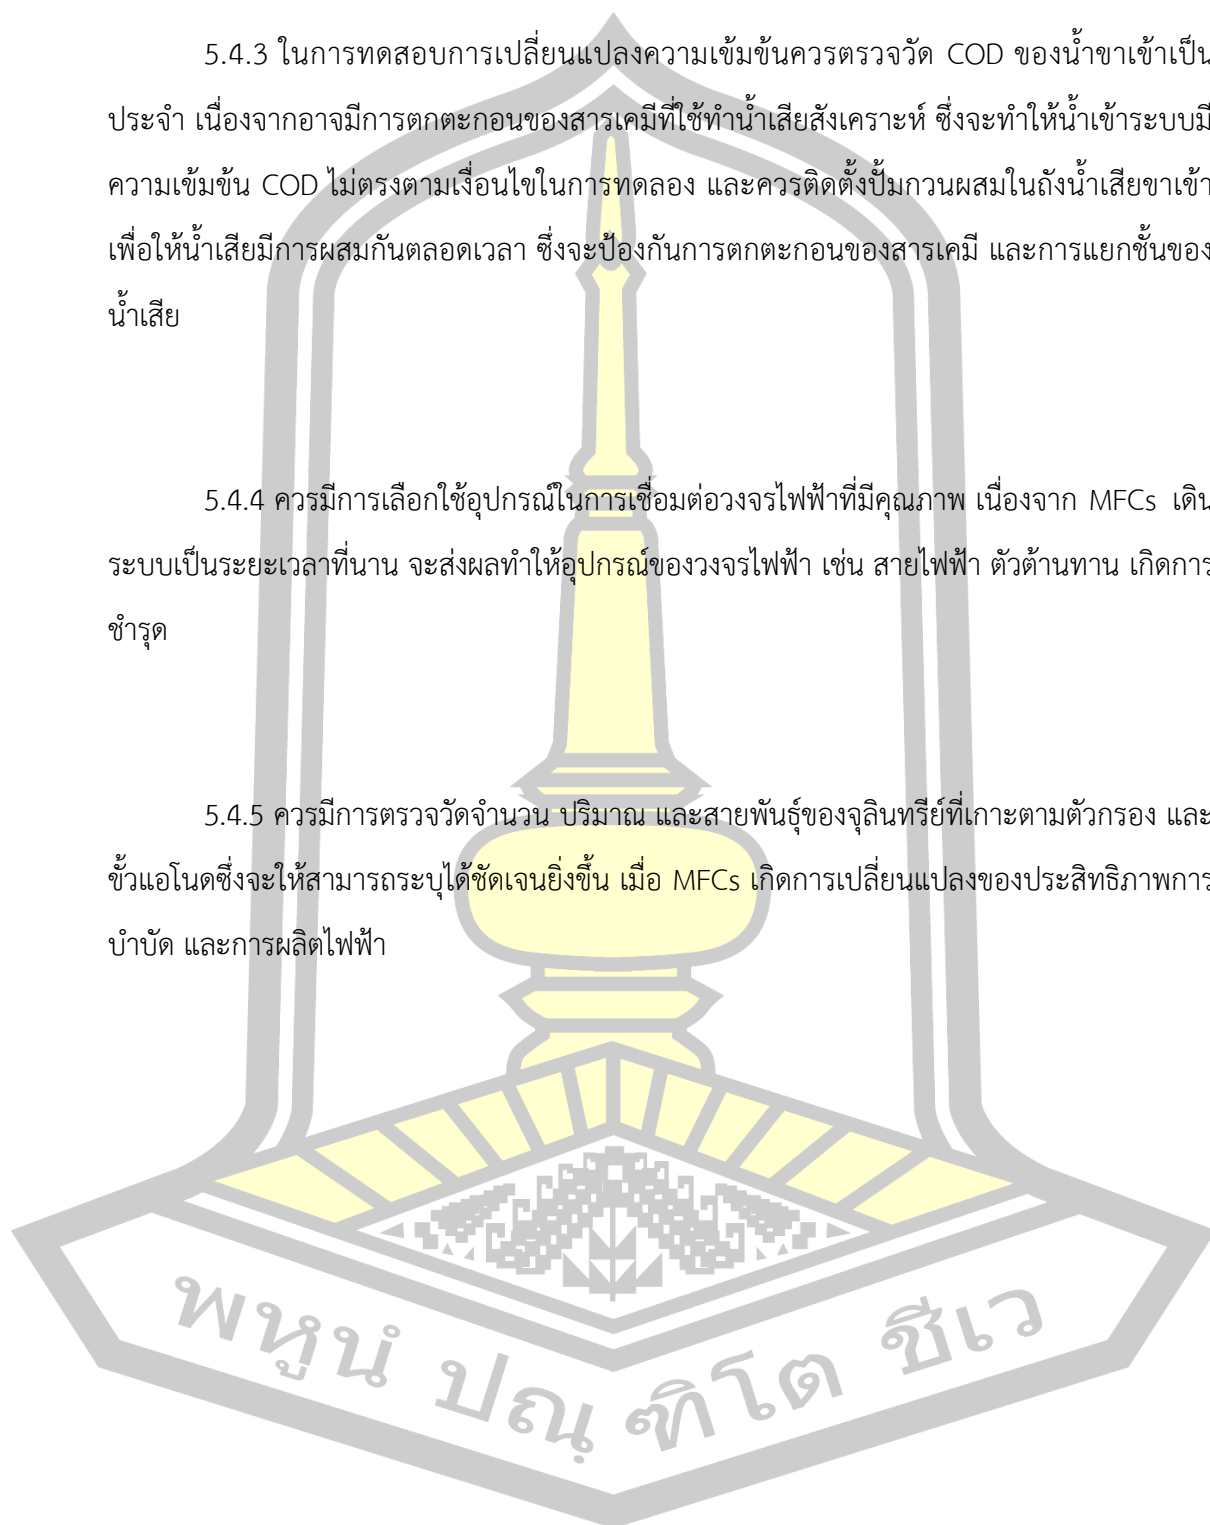 5.4.3 ในการทดสอบการเปลี่ยนแปลงความเข้มข้นควรตรวจวัด COD ของน้ำขาเข้าเป็น
ประจำ เนื่องจากอาจมีการตกตะกอนของสารเคมีที่ใช้ทำน้ำเสียสังเคราะห์ ซึ่งจะทำให้น้ำเข้าระบบมี
ความเข้มข้น COD ไม่ตรงตามเงื่อนไขในการทดลอง และควรติดตั้งปั้มกวนผสมในถังน้ำเสียขาเข้า
เพื่อให้น้ำเสียมีการผสมกันตลอดเวลา ซึ่งจะป้องกันการตกตะกอนของสารเคมี และการแยกชั้นของ
น้ำเสีย
5.4.4 ควรมีการเลือกใช้อุปกรณ์ในการเชื่อมต่อวงจรไฟฟ้าที่มีคุณภาพ เนื่องจาก MFCs เดิน
ระบบเป็นระยะเวลาที่นาน จะส่งผลทำให้อุปกรณ์ของวงจรไฟฟ้า เช่น สายไฟฟ้า ตัวต้านทาน เกิดการ
ชำรุด
5.4.5 ควรมีการตรวจวัดจำนวน ปริมาณ และสายพันธุ์ของจุลินทรีย์ที่เกาะตามตัวกรอง และ
ขั้วแอโนดซึ่งจะให้สามารถระบุได้ชัดเจนยิ่งขึ้น เมื่อ MFCs เกิดการเปลี่ยนแปลงของประสิทธิภาพการ
บำบัด และการผลิตไฟฟ้า
พหูนํ ปณฺ ฑิโต ชีเว